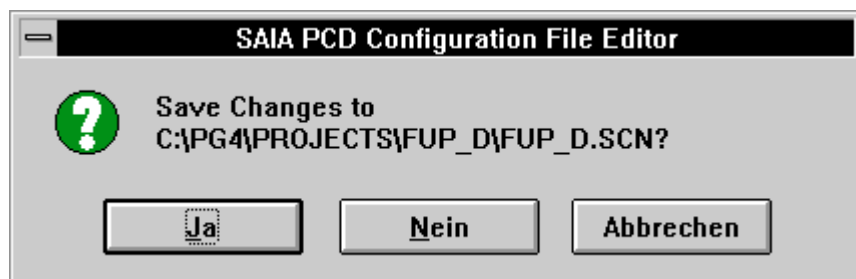 SAIA PCD Configuration File Editor
Save Changes to
C:\PG4\PROJECTS\FUP_D\FUP_D.SCN?
Ja Nein Abbrechen